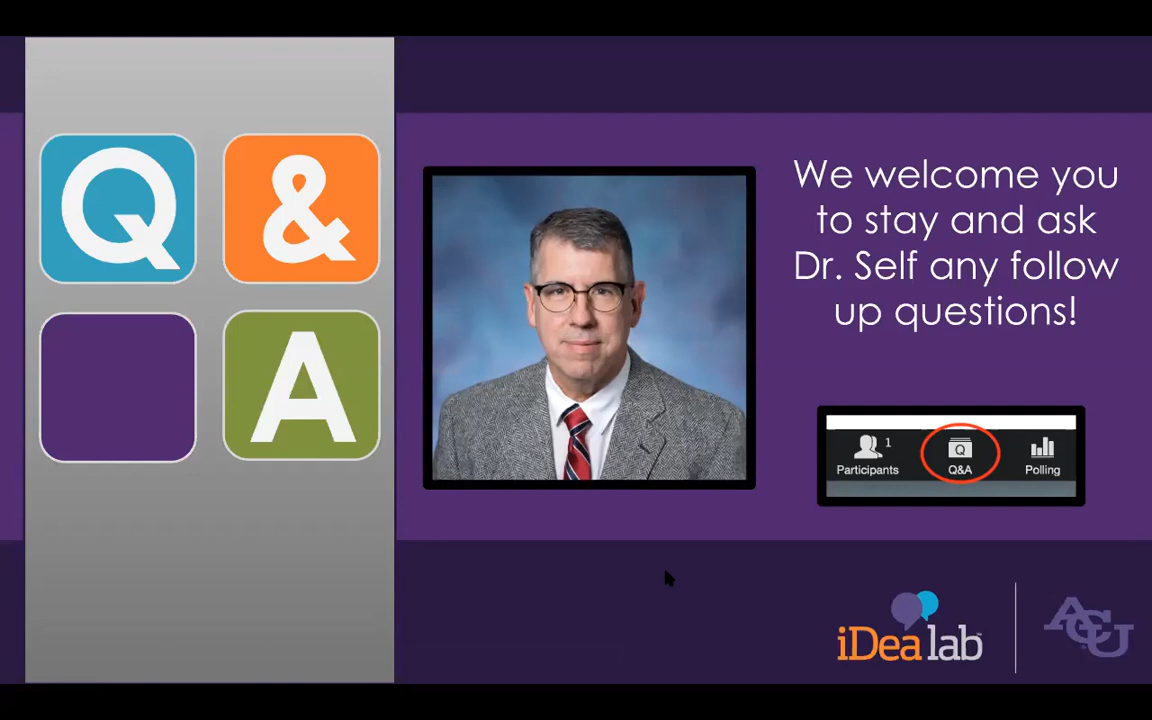 Q &
A
We welcome you
to stay and ask
Dr. Self any follow
up questions!
1
Participants
Q
Q&A
Polling
iDea lab
ACU